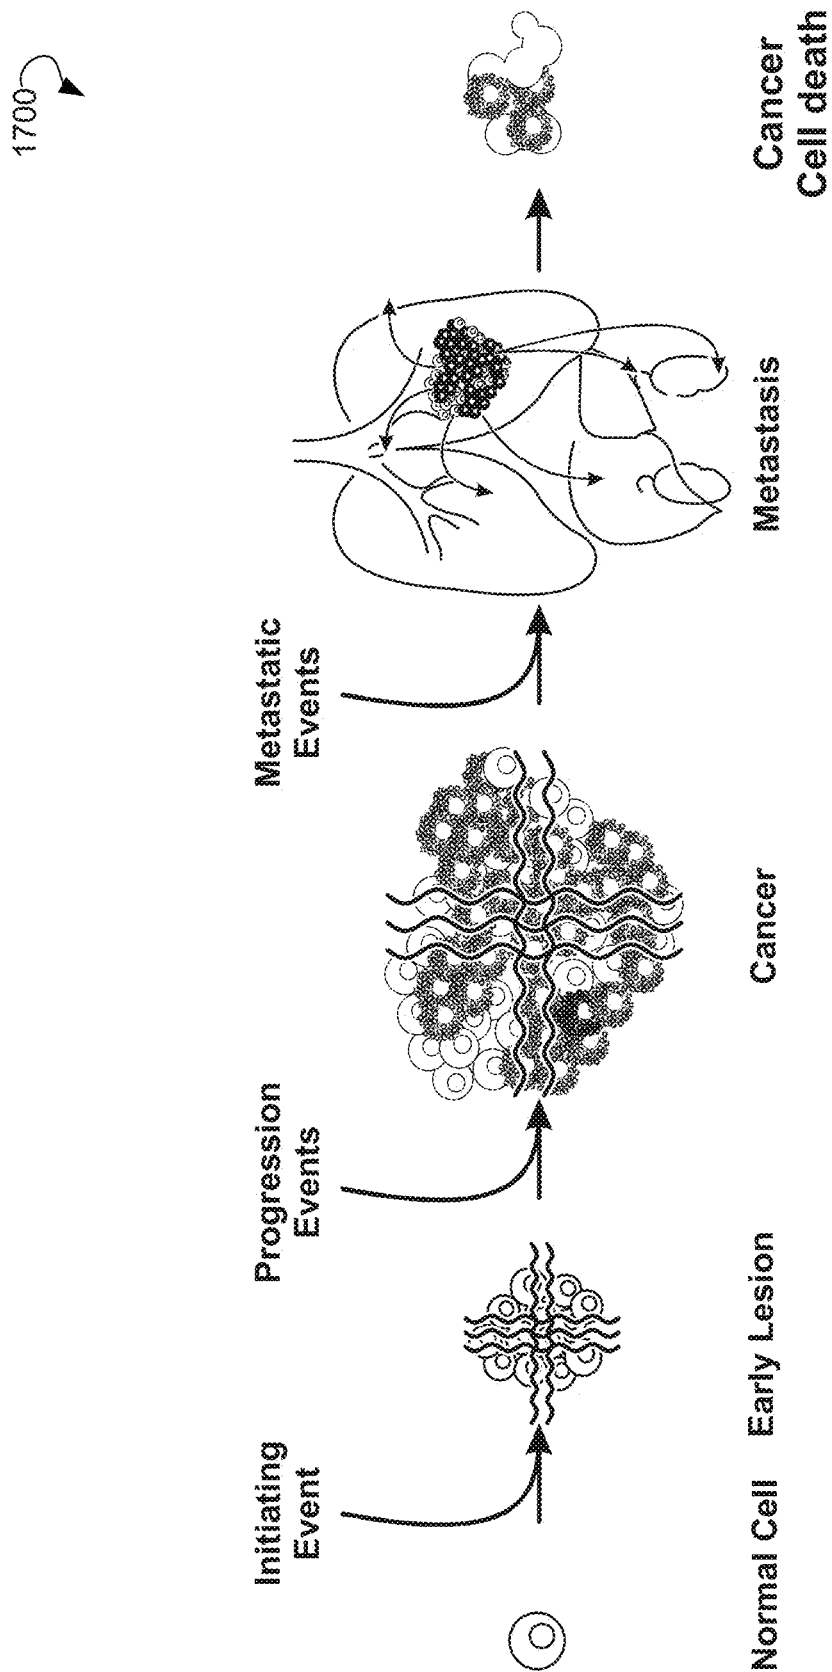 1700
Initiating
Event
Progression
Events
Metastatic
Events
Normal Cell
Early Lesion
Cancer
Metastasis
Cancer
Cell death